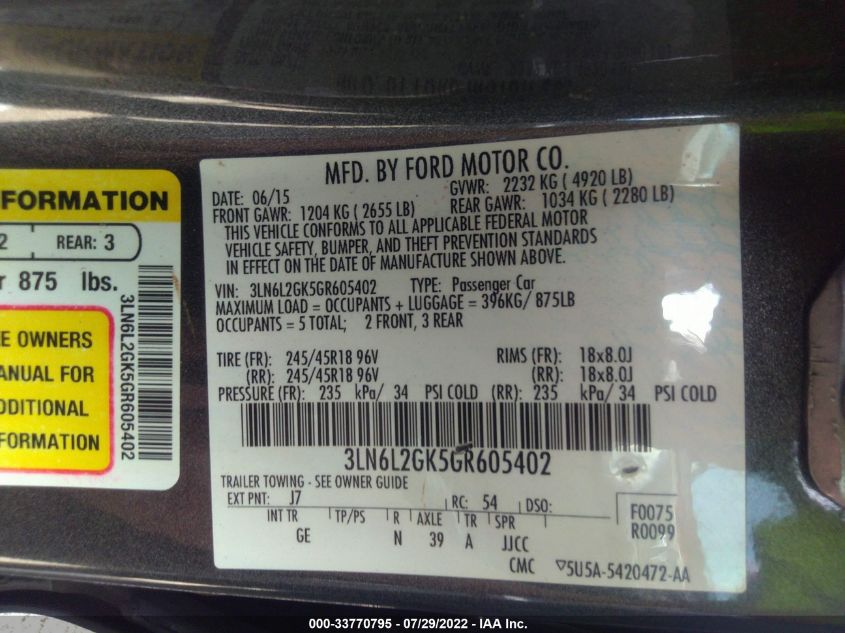 FORMATION
2 REAR: 3
r 875 lbs.
3LN6L2GK5GR605402
E OWNERS
ANUAL FOR
DDITIONAL
FORMATION
MFD. BY FORD MOTOR CO.
DATE: 06/15 GVWR: 2232 KG ( 4920 LB)
FRONT GAWR: 1204 KG ( 2655 LB) REAR GAWR: 1034 KG ( 2280 LB)
THIS VEHICLE CONFORMS TO ALL APPLICABLE FEDERAL MOTOR
VEHICLE SAFETY, BUMPER, AND THEFT PREVENTION STANDARDS
IN EFFECT ON THE DATE OF MANUFACTURE SHOWN ABOVE.
VIN: 3LN6L2GK5GR605402 TYPE: Passenger Car
MAXIMUM LOAD = OCCUPANTS + LUGGAGE = 396KG/ 875LB
OCCUPANTS = 5 TOTAL; 2 FRONT, 3 REAR
TIRE (FR): 245/45R18 96V RIMS (FR): 18x8.0J
(RR): 245/45R18 96V (RR): 18x8.0J
PRESSURE (FR): 235 kPa/ 34 PSI COLD (RR): 235 kPa/ 34 PSI COLD
3LN6L2GK5GR605402
TRAILER TOWING - SEE OWNER GUIDE
EXT PNT: J7 RC: 54 DSO: F0075
INT TR TP/PS R AXLE TR SPR R0099
GE N 39 A JJCC
CMC ▽5U5A-5420472-AA
000-33770795 - 07/29/2022 - IAA Inc.